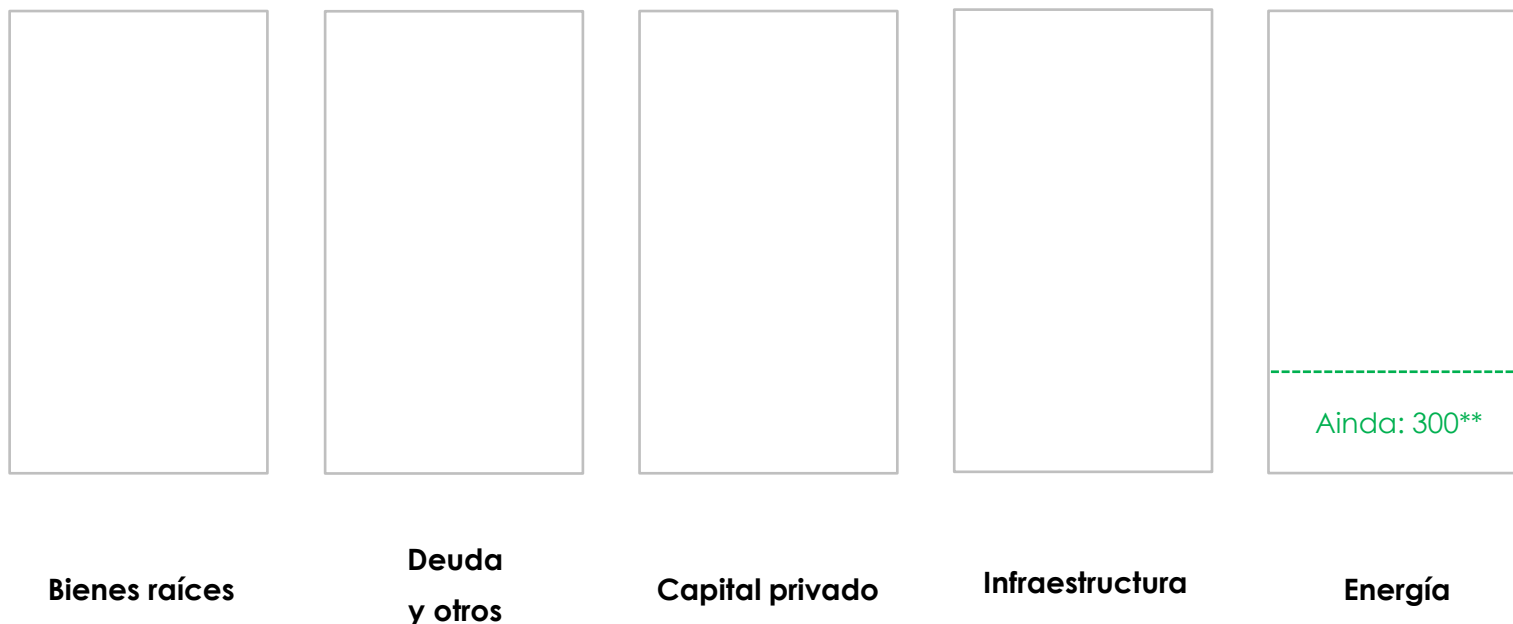 Ainda: 300**
Bienes raíces
Deuda
y otros
Capital privado
Infraestructura
Energía